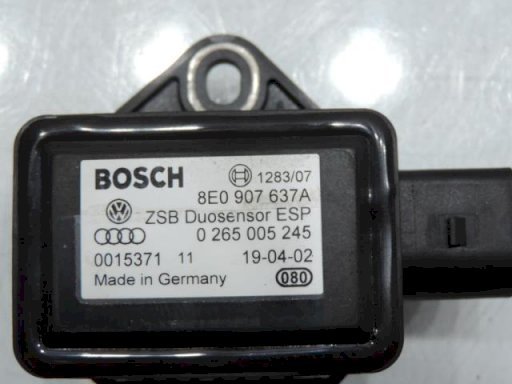 BOSCH 1283/07
8E0 907 637A
ZSB Duosensor ESP
0 265 005 245
0015371 11 19-04-02
Made in Germany 080